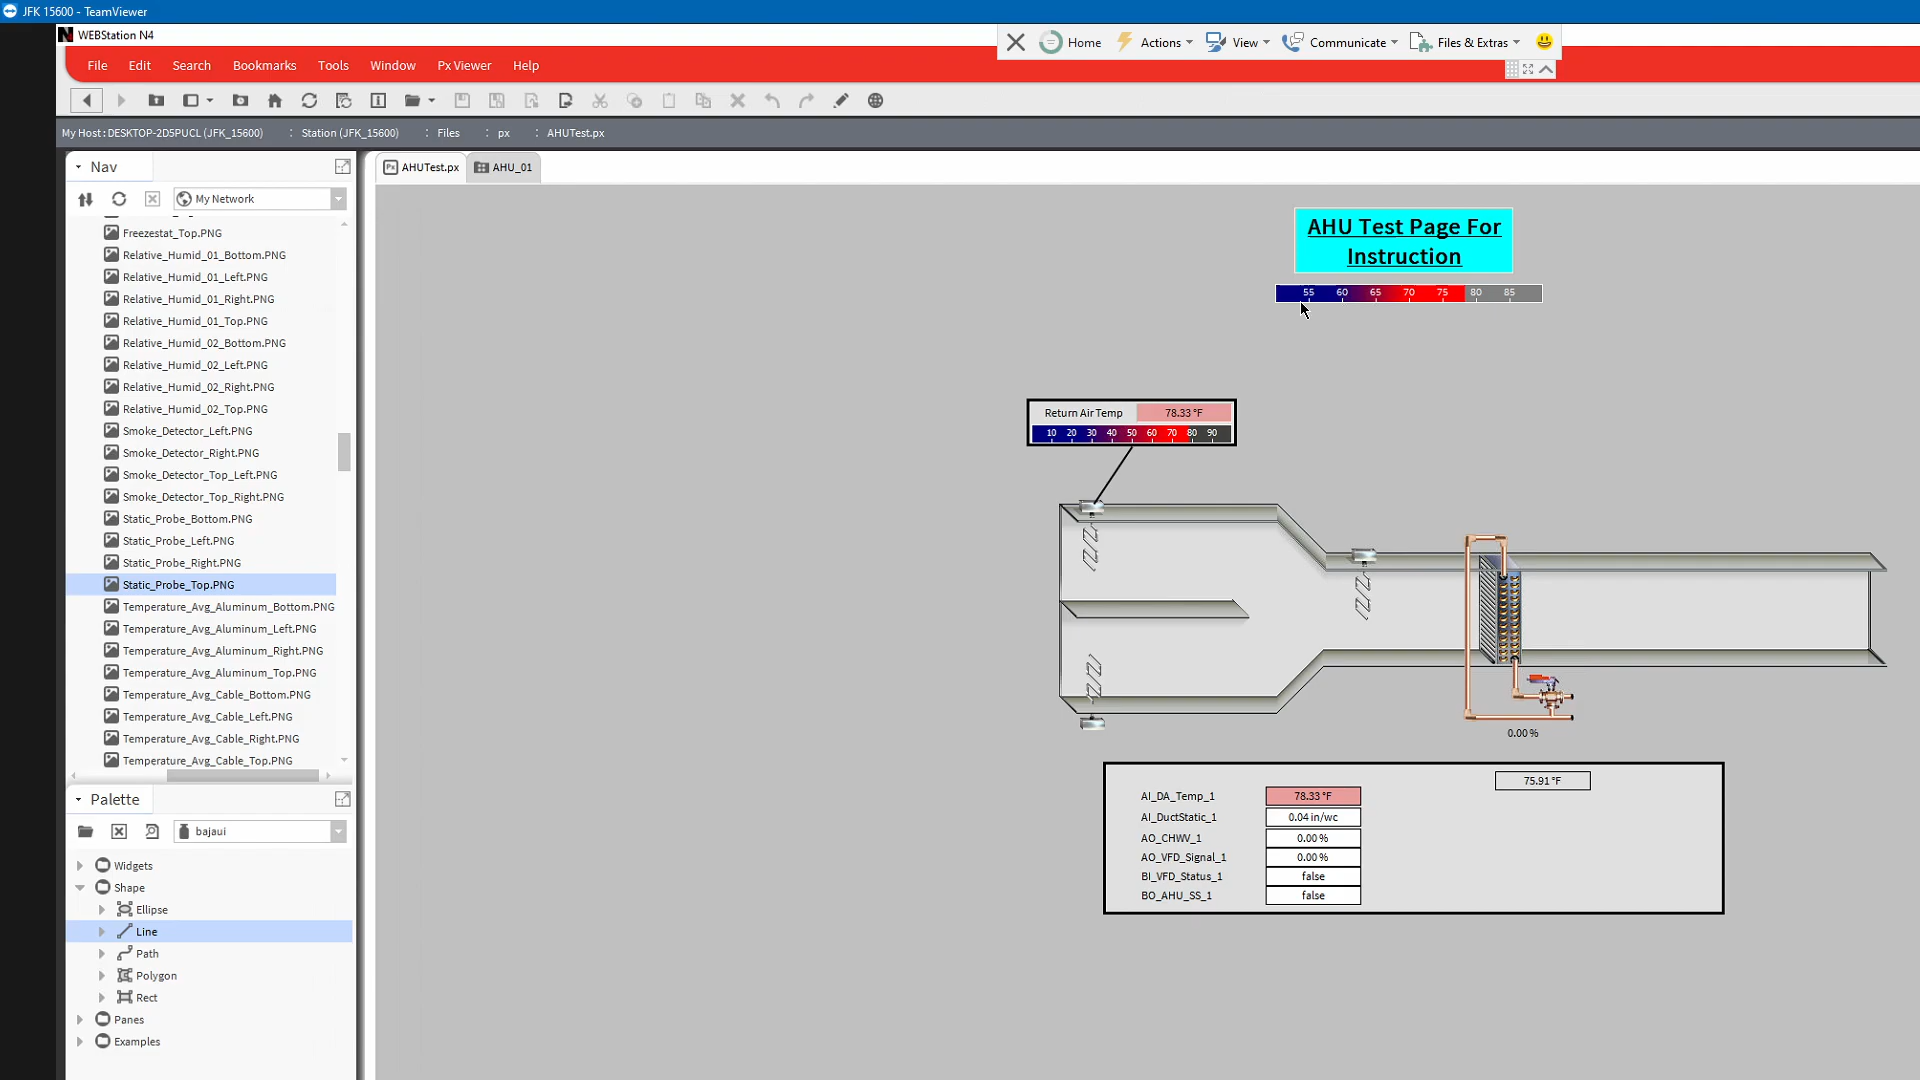 JFK 15600 - TeamViewer
WEBStation N4
Home Actions View Communicate Files & Extras
File Edit Search Bookmarks Tools Window Px Viewer Help
My Host : DESKTOP-2D5PUCL (JFK_15600) : Station (JFK_15600) : Files : px : AHUTest.px
Nav
AHUTest.px AHU_01
My Network
Freezestat_Top.PNG
Relative_Humid_01_Bottom.PNG
Relative_Humid_01_Left.PNG
Relative_Humid_01_Right.PNG
Relative_Humid_01_Top.PNG
Relative_Humid_02_Bottom.PNG
Relative_Humid_02_Left.PNG
Relative_Humid_02_Right.PNG
Relative_Humid_02_Top.PNG
Smoke_Detector_Left.PNG
Smoke_Detector_Right.PNG
Smoke_Detector_Top_Left.PNG
Smoke_Detector_Top_Right.PNG
Static_Probe_Bottom.PNG
Static_Probe_Left.PNG
Static_Probe_Right.PNG
Static_Probe_Top.PNG
Temperature_Avg_Aluminum_Bottom.PNG
Temperature_Avg_Aluminum_Left.PNG
Temperature_Avg_Aluminum_Right.PNG
Temperature_Avg_Aluminum_Top.PNG
Temperature_Avg_Cable_Bottom.PNG
Temperature_Avg_Cable_Left.PNG
Temperature_Avg_Cable_Right.PNG
Temperature_Avg_Cable_Top.PNG
Palette
bajaui
Widgets
Shape
Ellipse
Line
Path
Polygon
Rect
Panes
Examples
AHU Test Page For
Instruction
55 60 65 70 75 80 85
Return Air Temp 78.33 °F
10 20 30 40 50 60 70 80 90
0.00 %
75.91 °F
AI_DA_Temp_1 78.33 °F
AI_DuctStatic_1 0.04 in/wc
AO_CHWV_1 0.00 %
AO_VFD_Signal_1 0.00 %
BI_VFD_Status_1 false
BO_AHU_SS_1 false